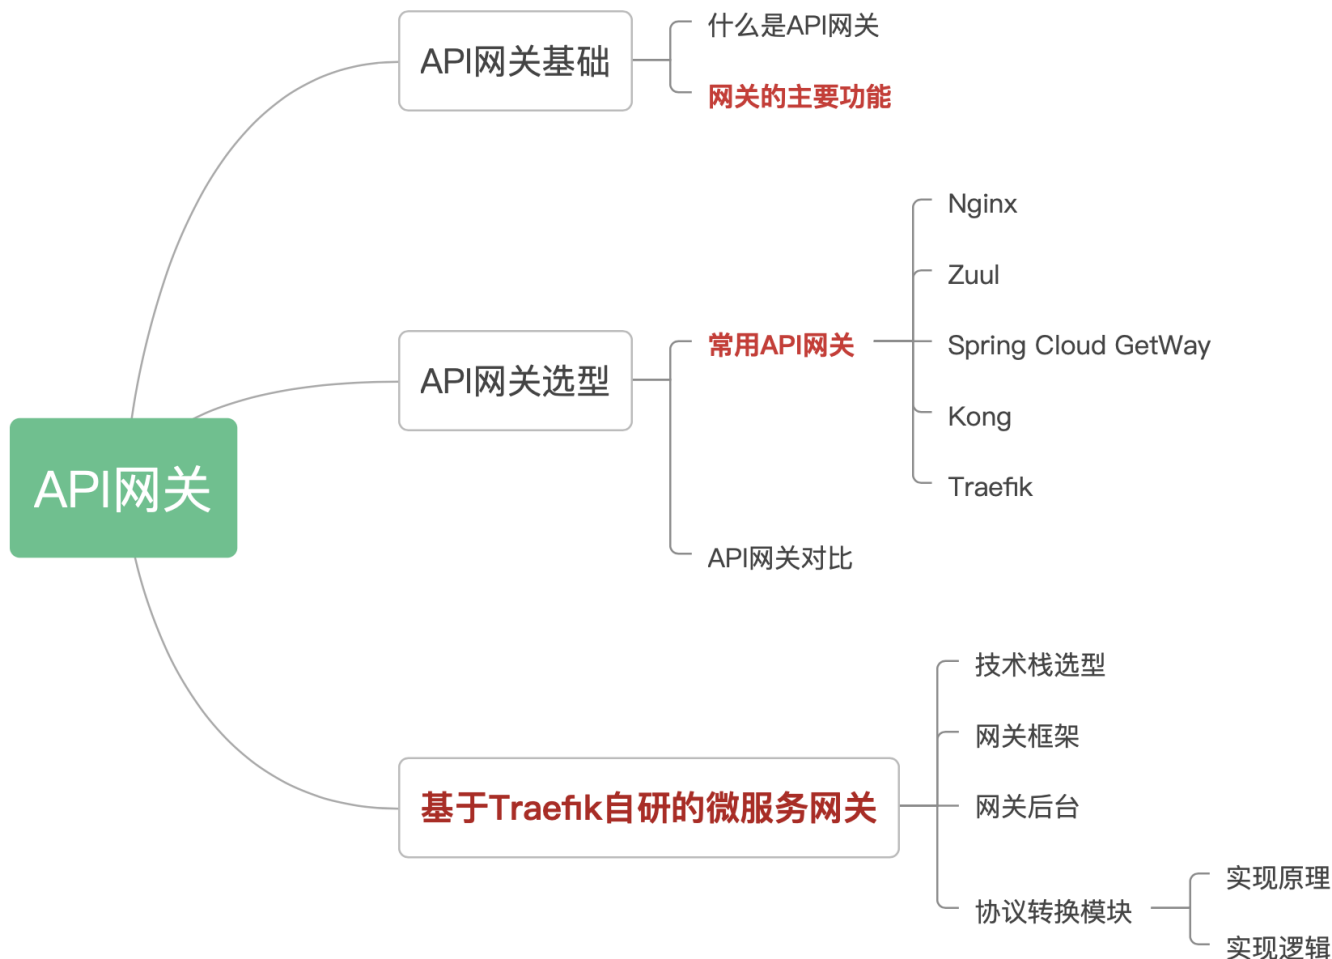 API网关
API网关基础
什么是API网关
网关的主要功能
API网关选型
常用API网关
Nginx
Zuul
Spring Cloud GetWay
Kong
Traefik
API网关对比
基于Traefik自研的微服务网关
技术栈选型
网关框架
网关后台
协议转换模块
实现原理
实现逻辑